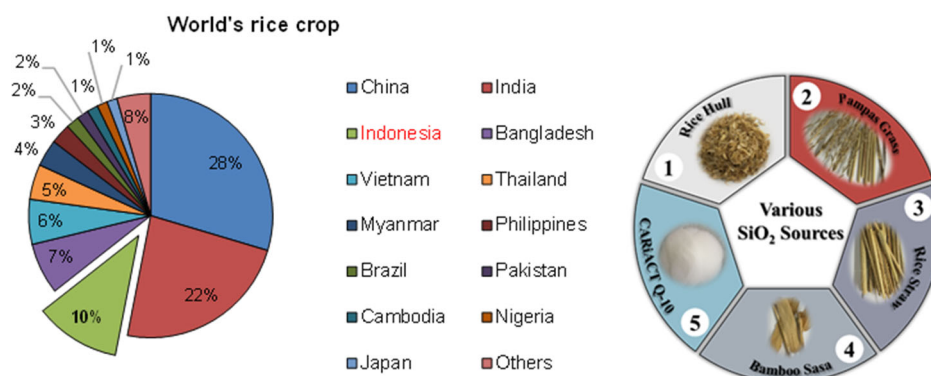 World's rice crop
28%
22%
10%
7%
6%
5%
4%
3%
2%
2%
1%
1%
1%
8%
China
India
Indonesia
Bangladesh
Vietnam
Thailand
Myanmar
Philippines
Brazil
Pakistan
Cambodia
Nigeria
Japan
Others
Various
SiO₂ Sources
1
Rice Hull
2
Pampas Grass
3
Rice Straw
4
Bamboo Sasa
5
CARiACT Q-10